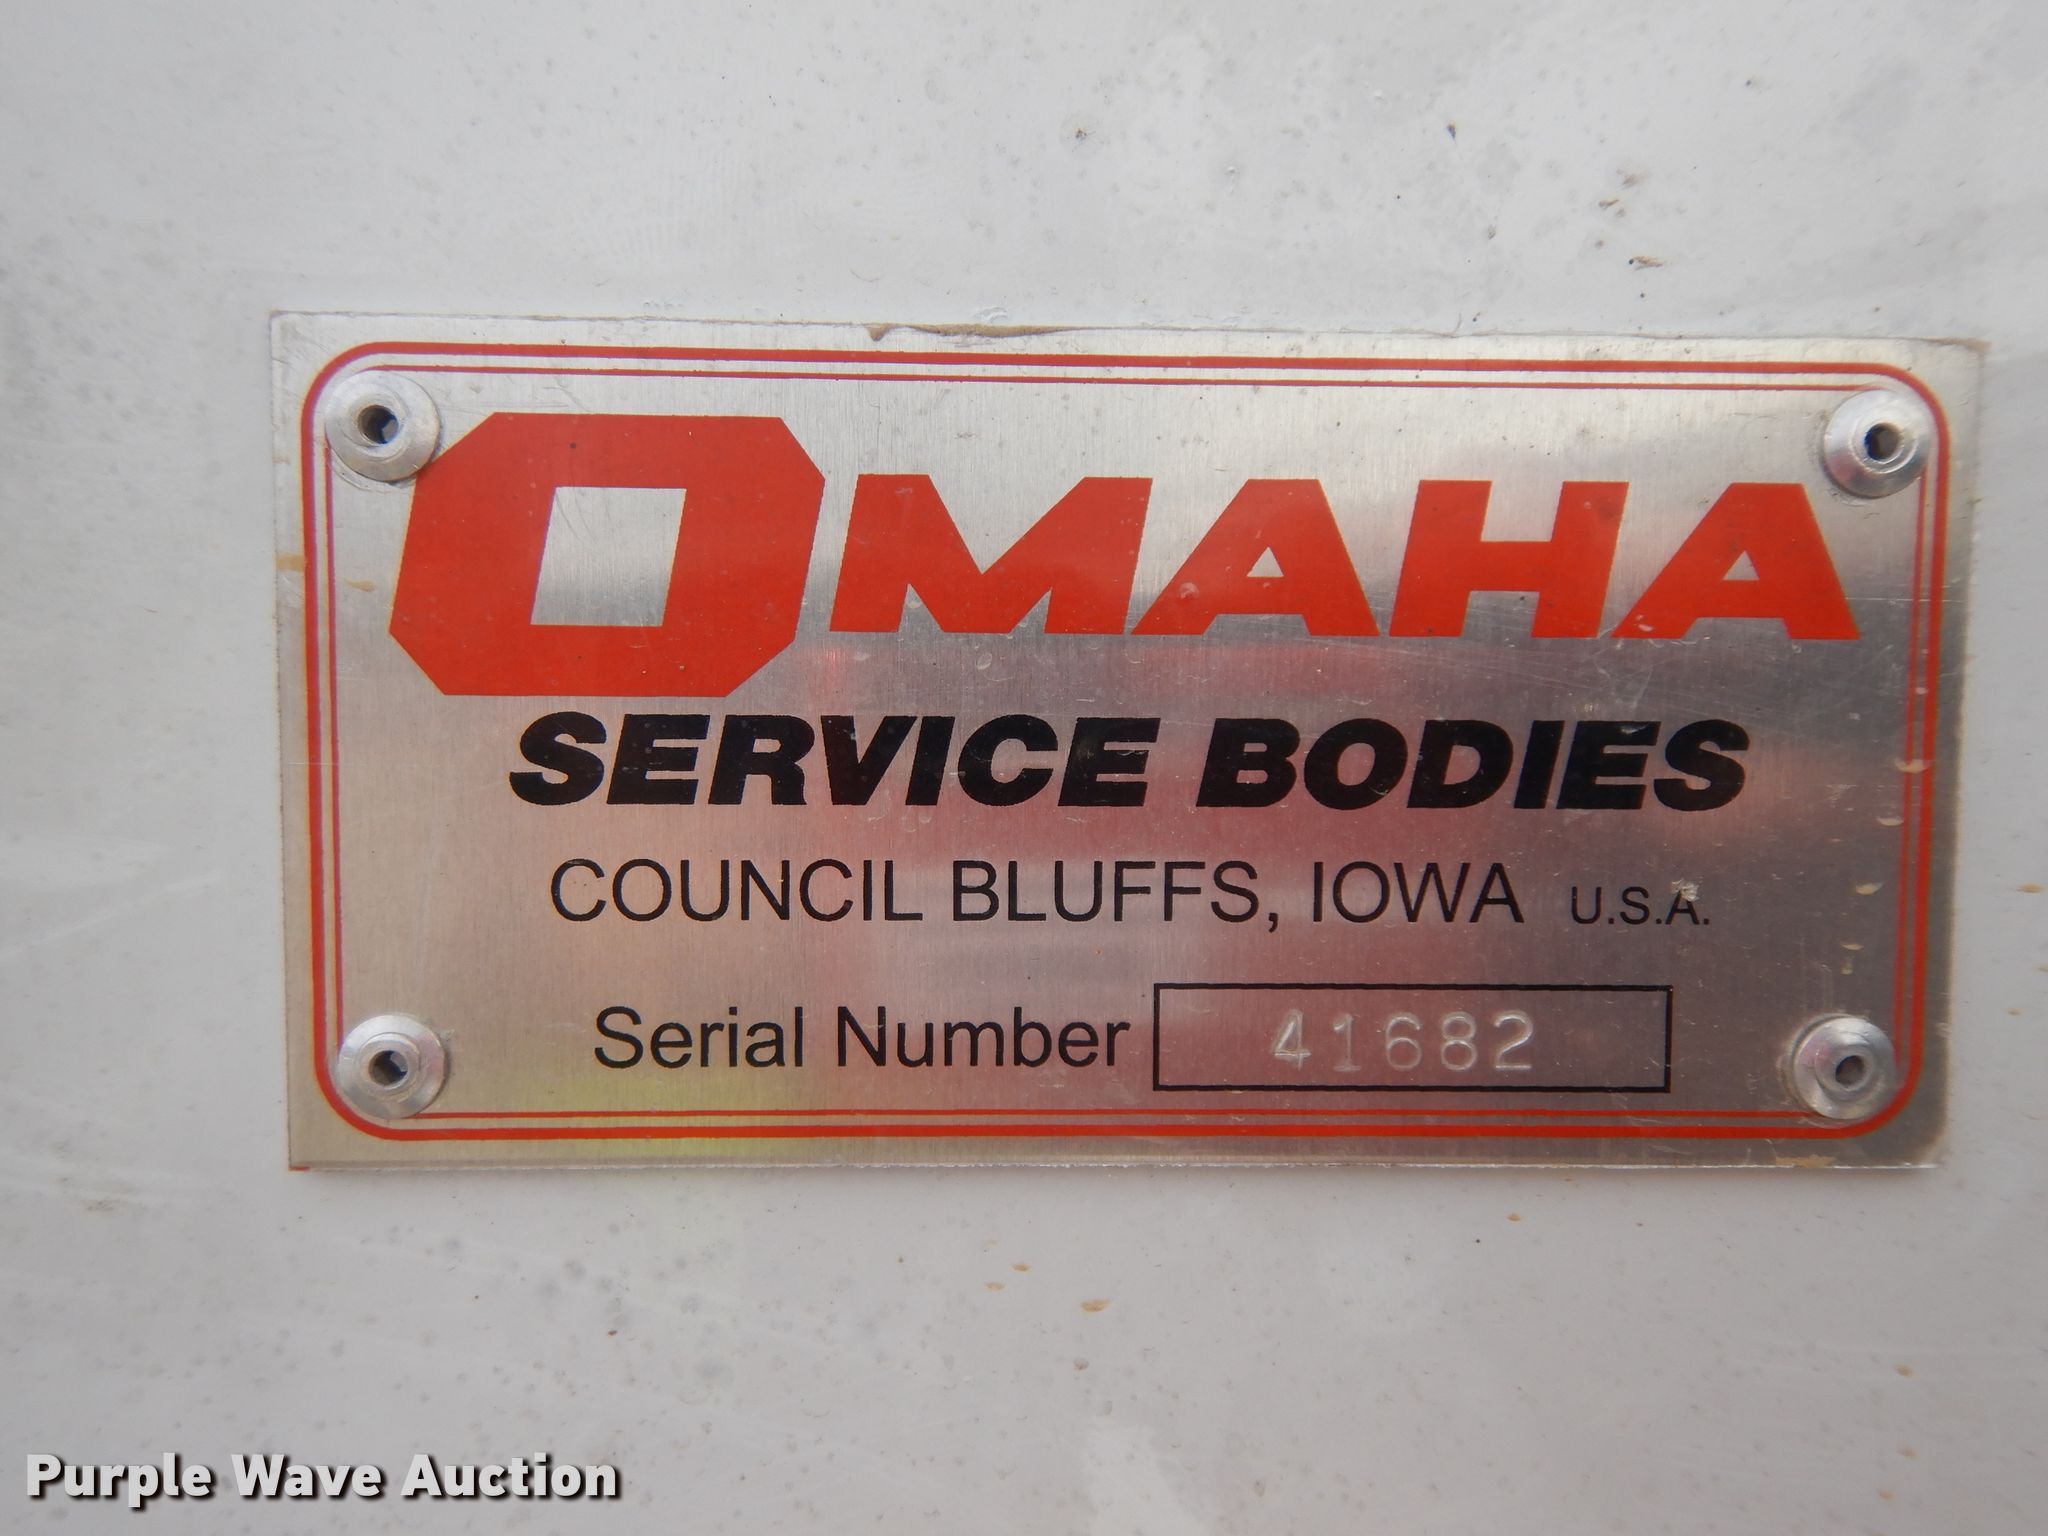 OMAHA
SERVICE BODIES
COUNCIL BLUFFS, IOWA U.S.A.
Serial Number 41682
Purple Wave Auction